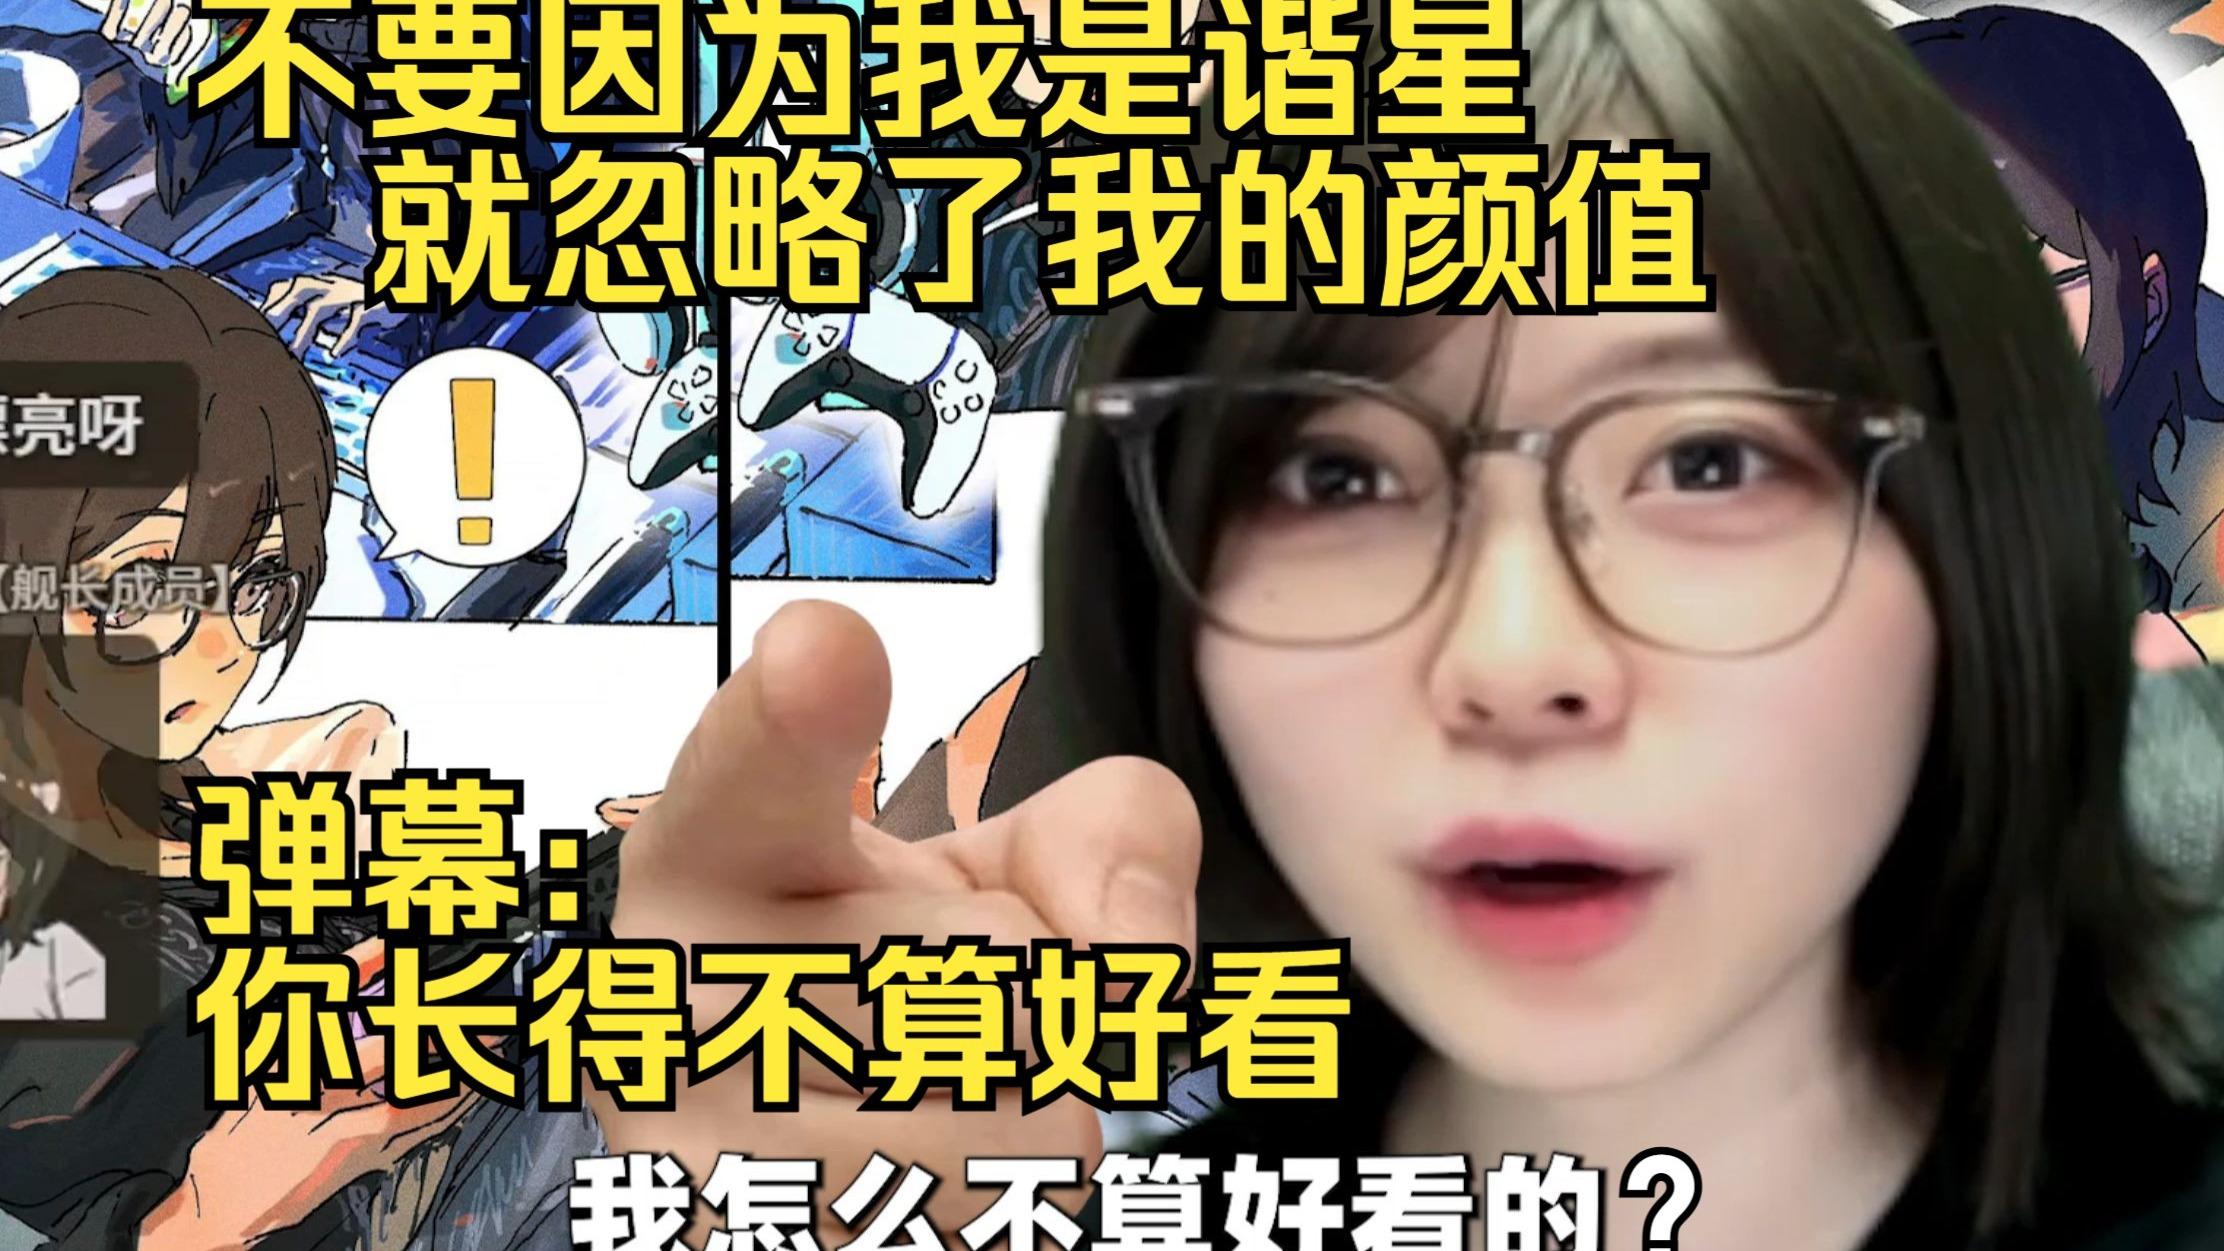 不要因为我是谐星
就忽略了我的颜值
漂亮呀
【舰长成员】
弹幕：
你长得不算好看
我怎么不算好看的？